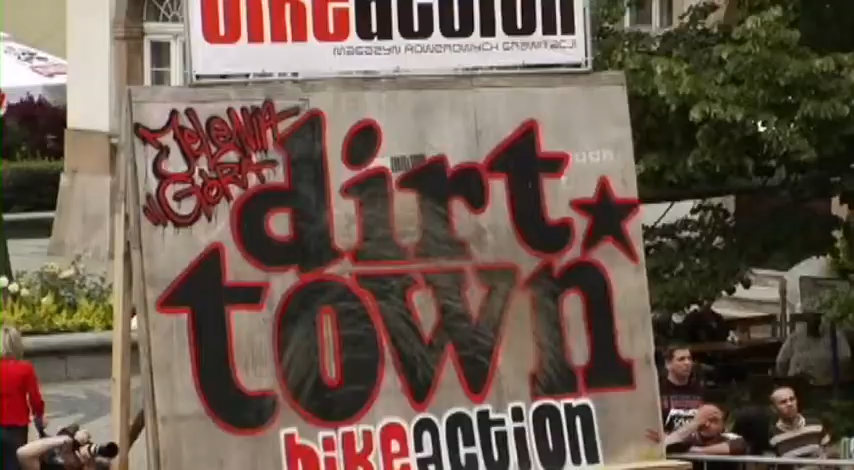 bikeaction
MAGAZYN ROWEROWYCH GRAWITACJI
Jelenia
Góra
dirt
town
bikeaction